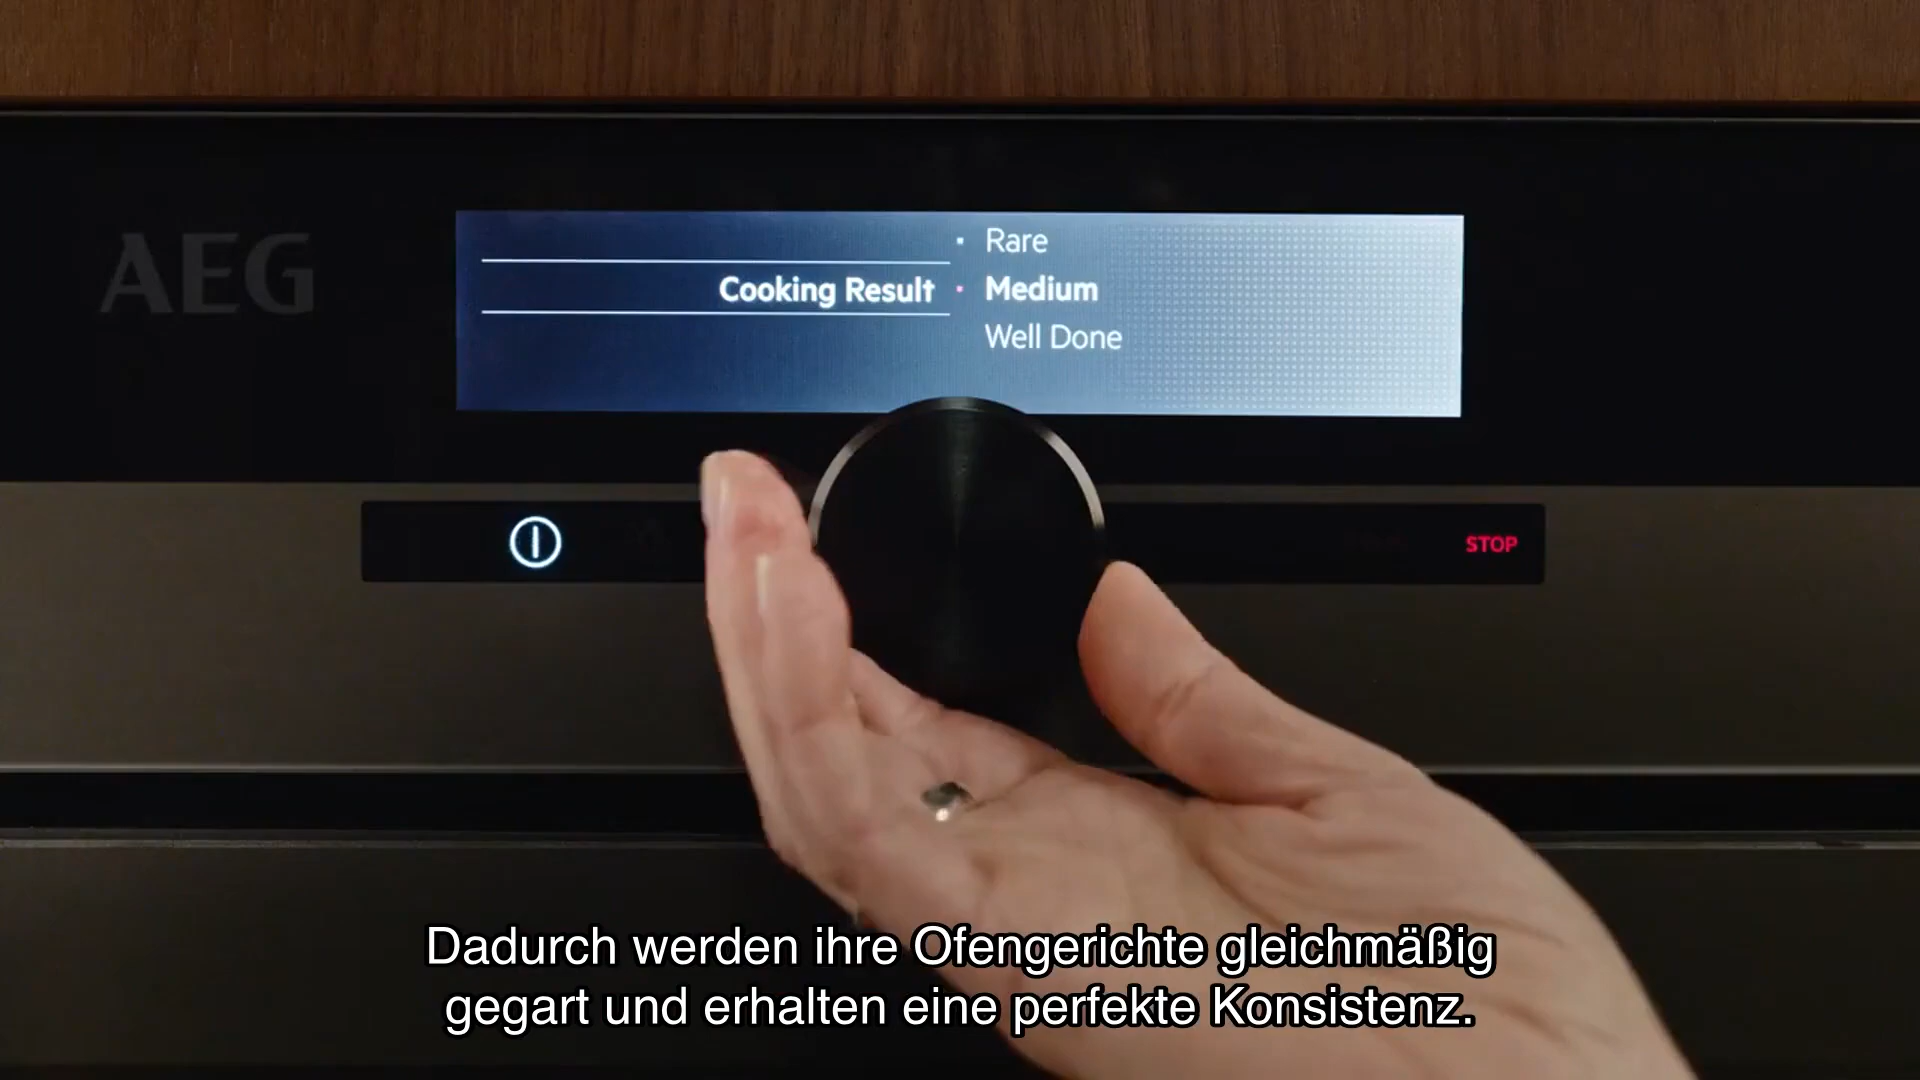 AEG
Rare
Cooking Result · Medium
Well Done
STOP
Dadurch werden ihre Ofengerichte gleichmäßig
gegart und erhalten eine perfekte Konsistenz.